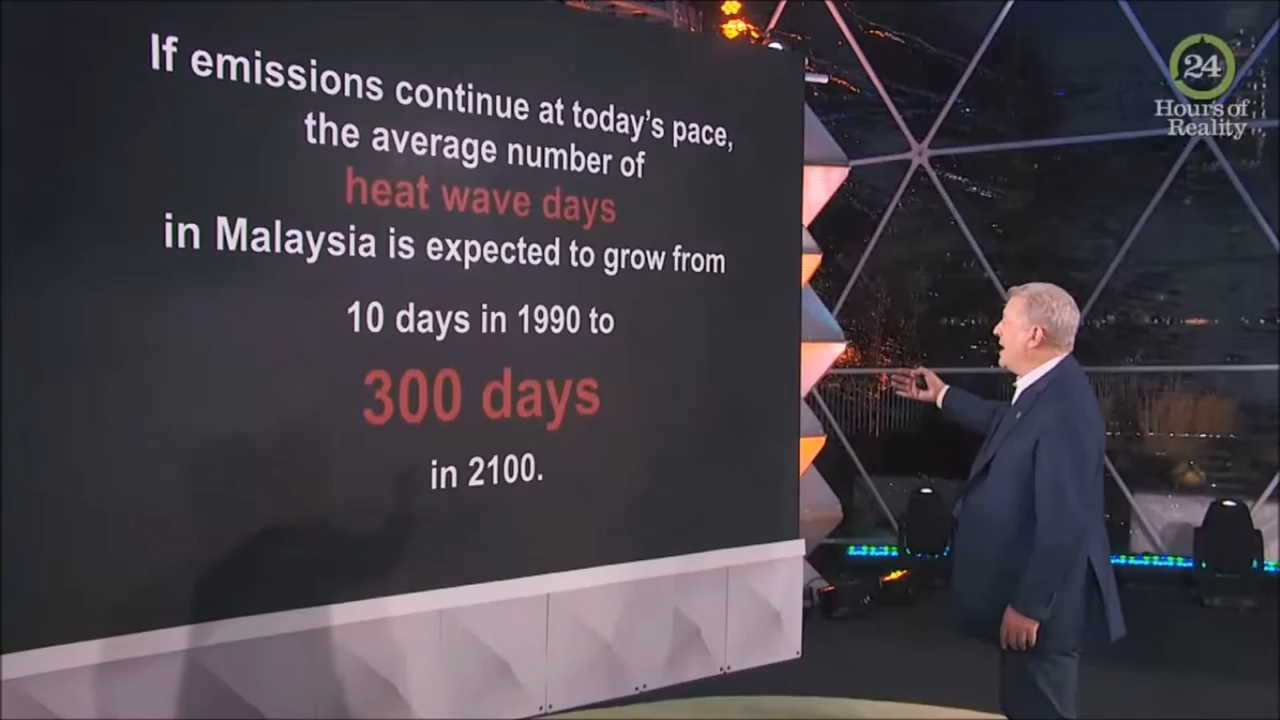 If emissions continue at today's pace,
the average number of
heat wave days
in Malaysia is expected to grow from
10 days in 1990 to
300 days
in 2100.
24
Hours of
Reality